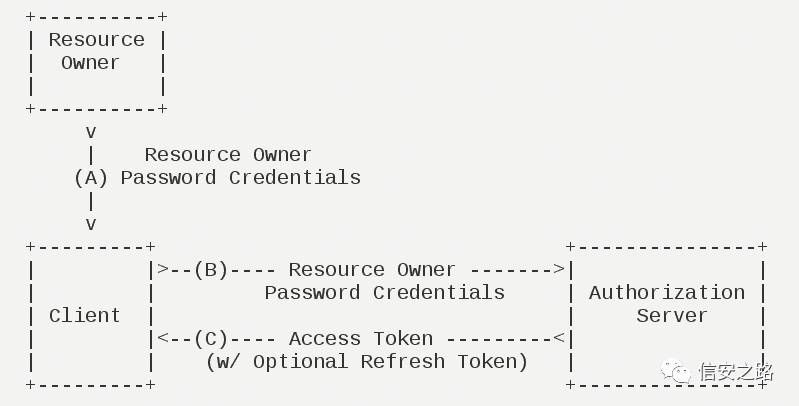 +----------+
| Resource |
|  Owner   |
|          |
+----------+
     v
     |    Resource Owner
    (A) Password Credentials
     |
     v
+---------+                                  +---------------+
|         |>--(B)---- Resource Owner ------->|               |
|         |         Password Credentials     | Authorization |
| Client  |                                  |     Server    |
|         |<--(C)---- Access Token ---------<|               |
|         |    (w/ Optional Refresh Token)   |               |
+---------+                                  +---------------+
信安之路